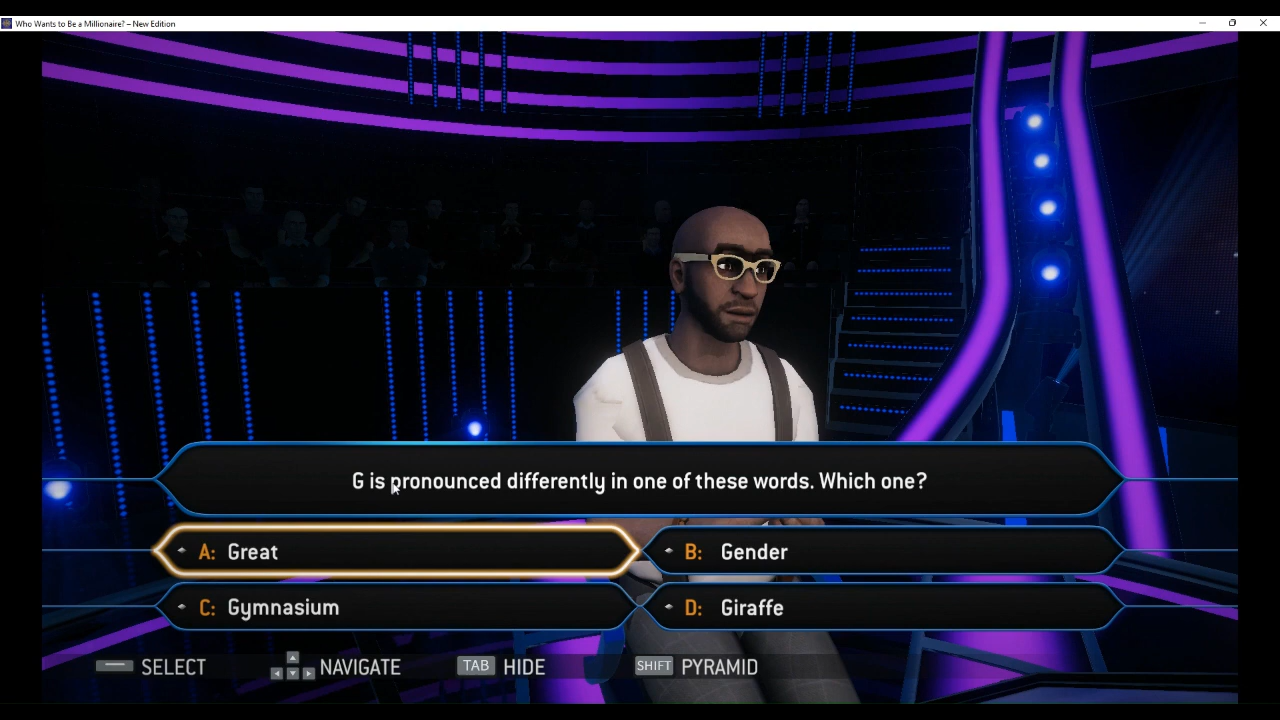 Who Wants to Be a Millionaire? – New Edition
G is pronounced differently in one of these words. Which one?
A: Great
B: Gender
C: Gymnasium
D: Giraffe
SELECT NAVIGATE TAB HIDE SHIFT PYRAMID